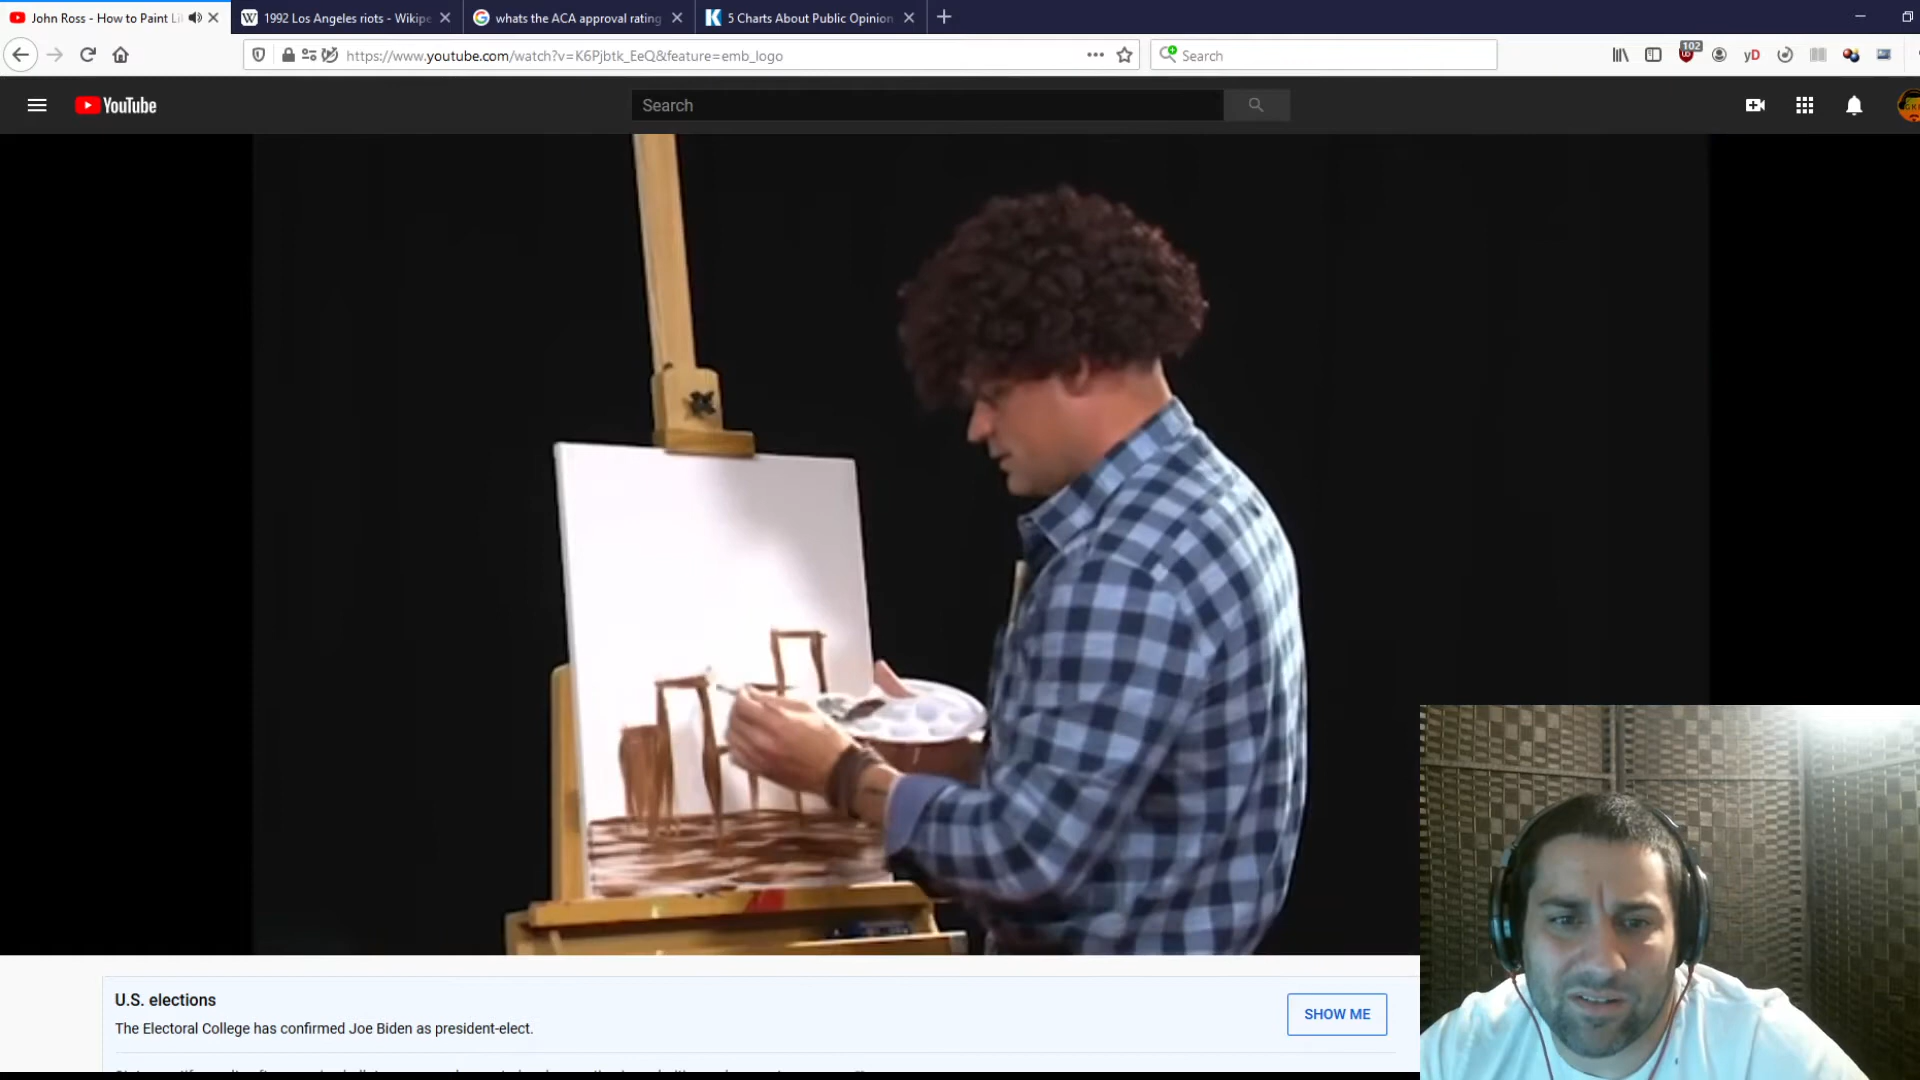 John Ross - How to Paint Li
1992 Los Angeles riots - Wikipe
whats the ACA approval rating
5 Charts About Public Opinion
https://www.youtube.com/watch?v=K6Pjbtk_EeQ&feature=emb_logo
Search
102
yD
YouTube
Search
U.S. elections
The Electoral College has confirmed Joe Biden as president-elect.
SHOW ME